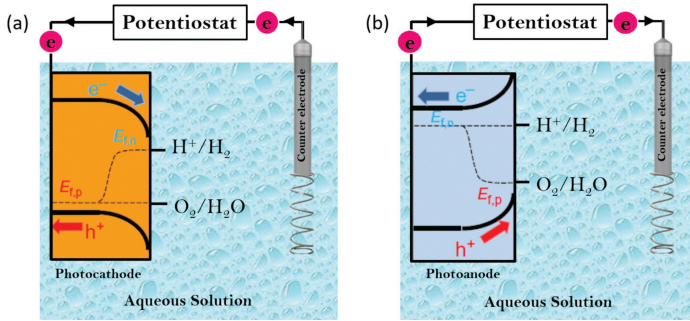 (a)
Potentiostat
e
e
Counter electrode
e⁻
E_f,n
H⁺/H₂
E_f,p
O₂/H₂O
h⁺
Photocathode
Aqueous Solution
(b)
Potentiostat
e
e
Counter electrode
e⁻
E_f,p
H⁺/H₂
E_f,p
O₂/H₂O
h⁺
Photoanode
Aqueous Solution